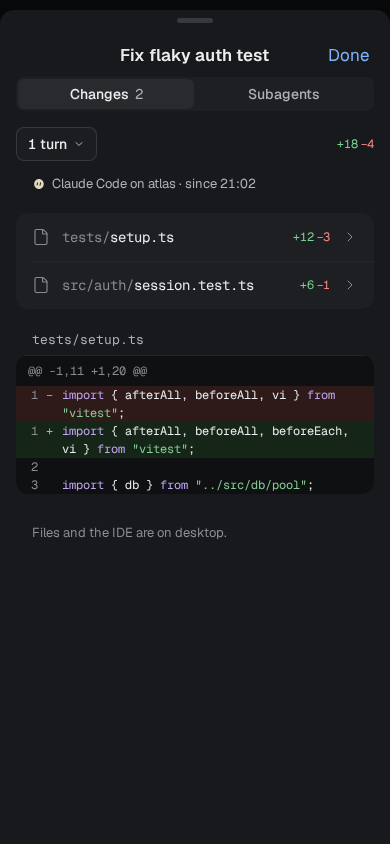 Fix flaky auth test
Done
Changes 2
Subagents
1 turn
+18 −4
Claude Code on atlas · since 21:02
tests/setup.ts
+12 −3
src/auth/session.test.ts
+6 −1
tests/setup.ts
@@ -1,11 +1,20 @@
1 − import { afterAll, beforeAll, vi } from
"vitest";
1 + import { afterAll, beforeAll, beforeEach,
vi } from "vitest";
2
3 import { db } from "../src/db/pool";
Files and the IDE are on desktop.